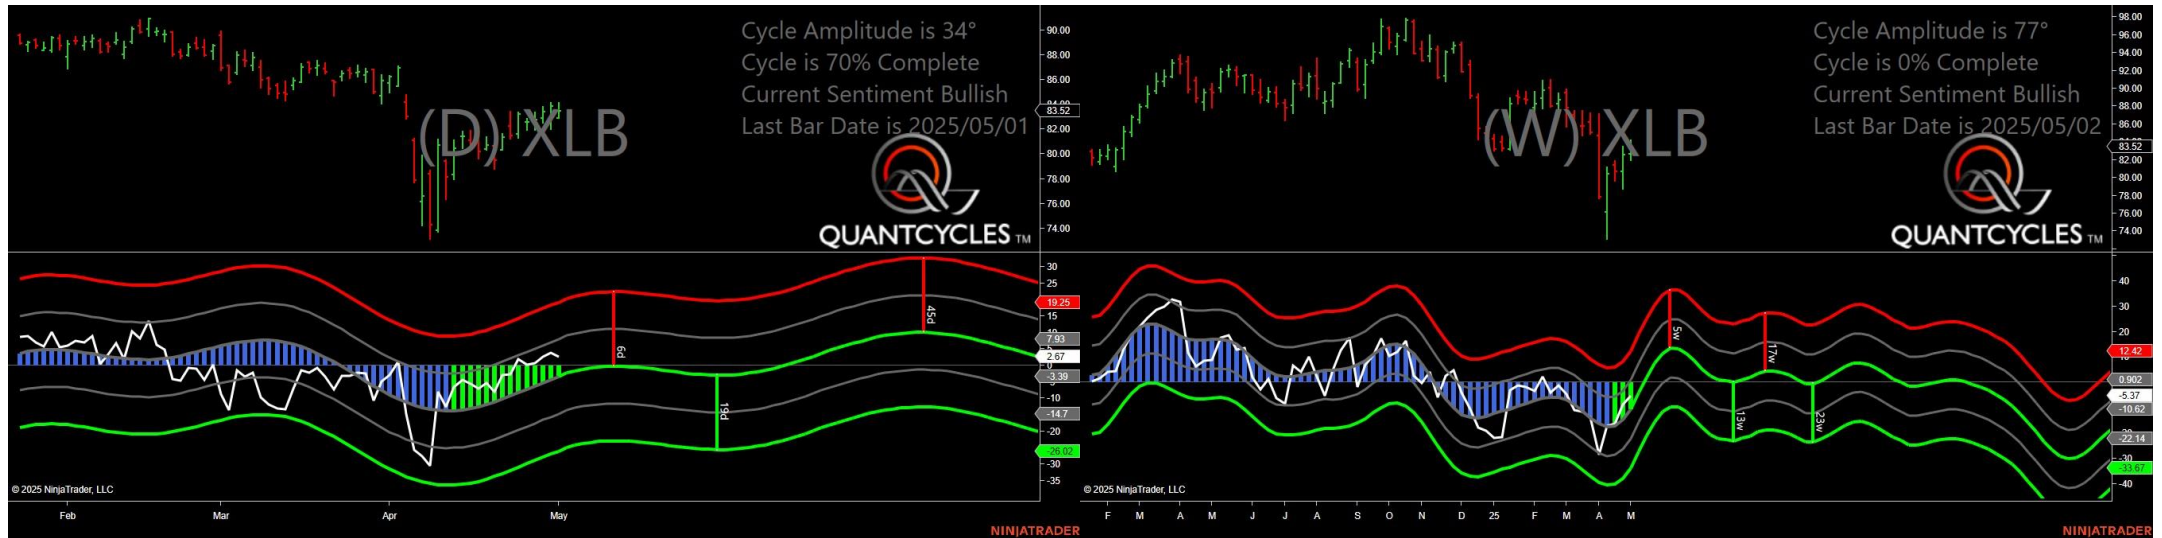 Cycle Amplitude is 34°
Cycle is 70% Complete
Current Sentiment Bullish
Last Bar Date is 2025/05/01
(D) XLB
QUANTCYCLES TM
90.00
88.00
86.00
84.00
83.52
82.00
80.00
78.00
76.00
74.00
30
25
19.25
15
10
7.93
2.67
0
-3.39
-10
-14.7
-20
-26.02
-30
-35
6d
19d
45d
© 2025 NinjaTrader, LLC
Feb Mar Apr May
NINJATRADER
Cycle Amplitude is 77°
Cycle is 0% Complete
Current Sentiment Bullish
Last Bar Date is 2025/05/02
(W) XLB
QUANTCYCLES TM
98.00
96.00
94.00
92.00
90.00
88.00
86.00
83.52
82.00
80.00
78.00
76.00
74.00
40
30
20
12.42
0.902
-5.37
-10.62
-22.14
-30
-33.67
-40
5w
13w
17w
23w
© 2025 NinjaTrader, LLC
F M A M J J A S O N D 25 F M A M
NINJATRADER